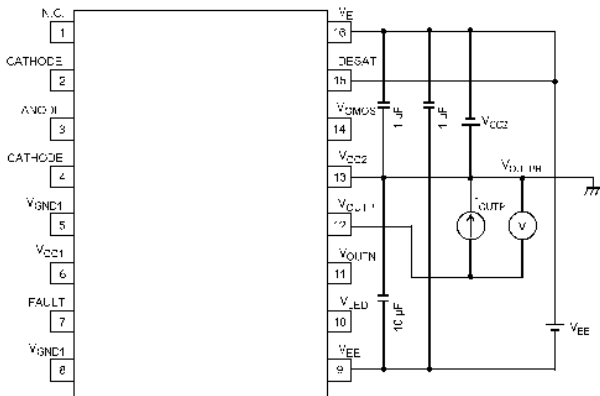 N.C.
1
CATHODE
2
ANODE
3
CATHODE
4
VGND1
5
VCC1
6
FAULT
7
VGND1
8
VE
16
DESAT
15
VCMOS
14
VCC2
13
VOUTP
12
VOUTN
11
VLED
10
VEE
9
1 µF
1 µF
VCC2
VOUTPH
IOUTP
V
10 µF
VEE